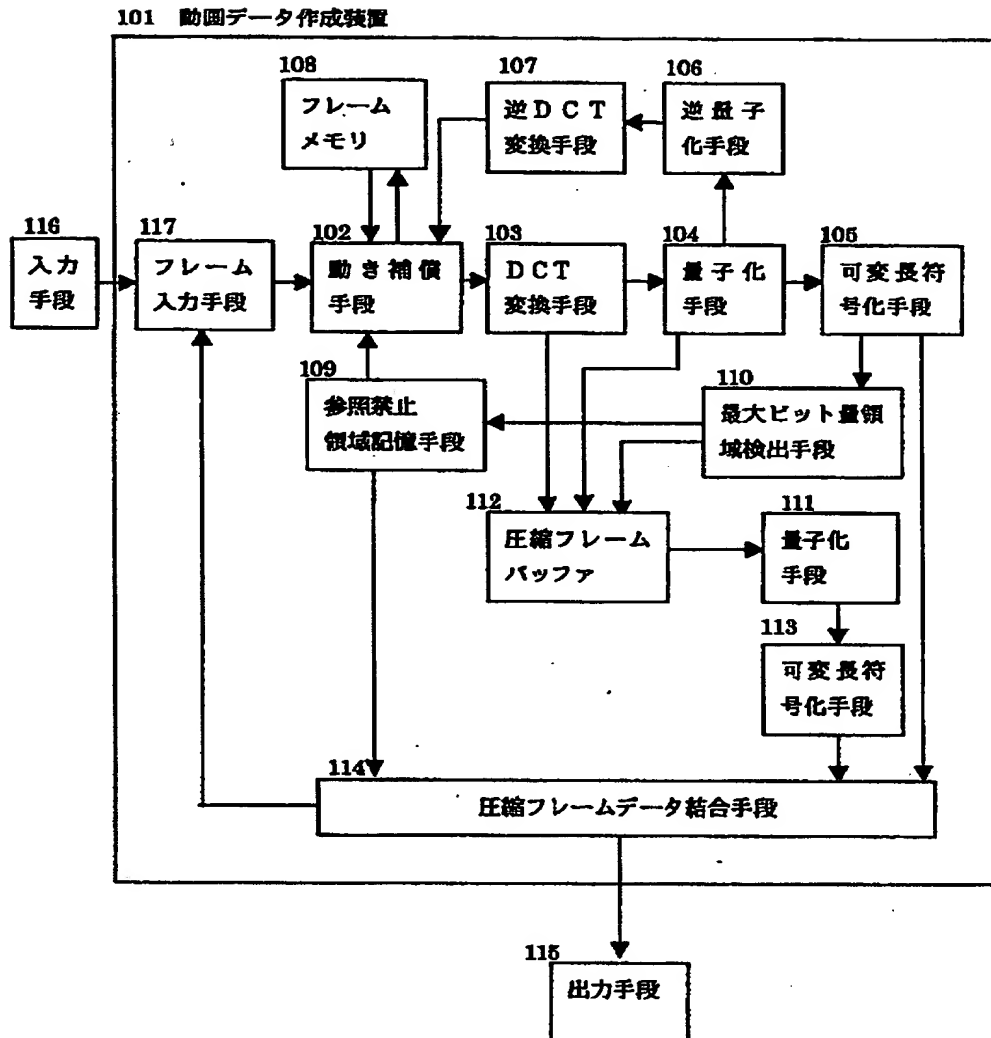 101 動画データ作成装置
108
フレーム
メモリ
107
逆DCT
変換手段
106
逆量子
化手段
116
入力
手段
117
フレーム
入力手段
102
動き補償
手段
103
DCT
変換手段
104
量子化
手段
105
可変長符
号化手段
109
参照禁止
領域記憶手段
110
最大ビット量領
域検出手段
112
圧縮フレーム
バッファ
111
量子化
手段
113
可変長符
号化手段
114
圧縮フレームデータ結合手段
115
出力手段